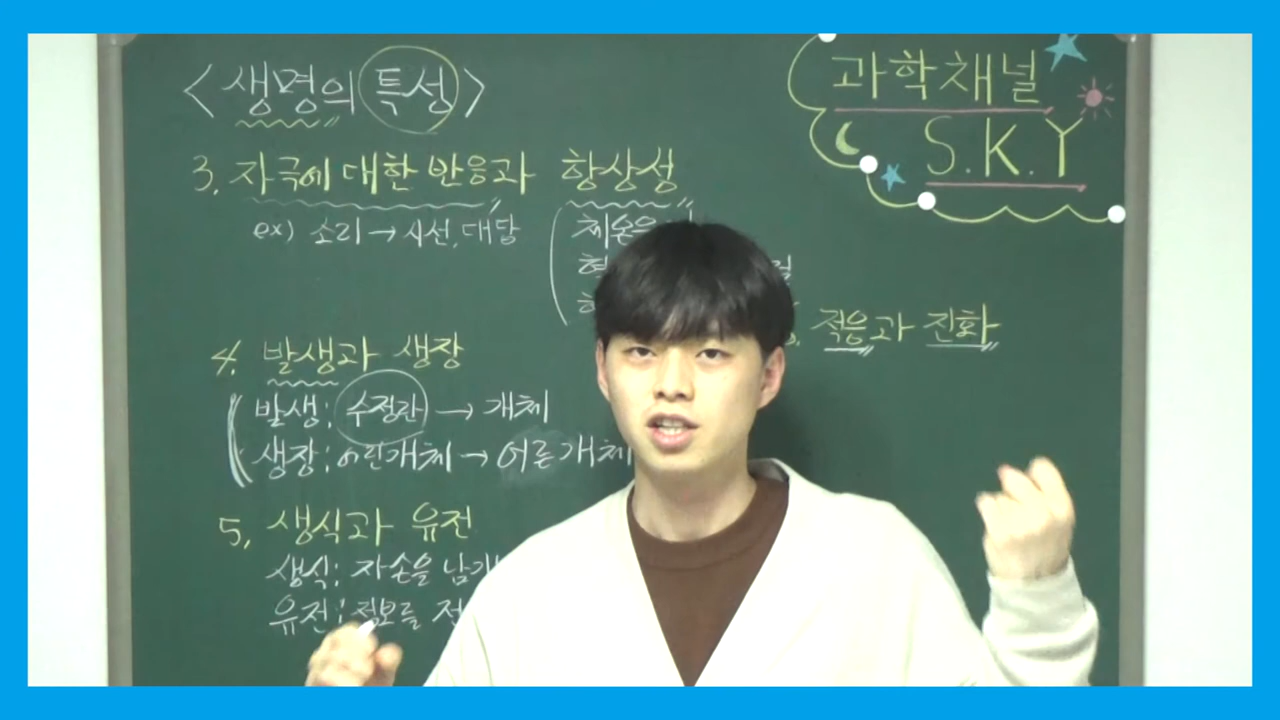 <생명의 특성>
3. 자극에 대한 반응과 항상성
ex) 소리 → 시선, 대답
체온
4. 발생과 생장
발생: 수정란 → 개체
생장: 어린개체 → 어른개체
5. 생식과 유전
생식: 자손을 남기
유전: 정보를 전
과학채널
S.K.Y
적응과 진화